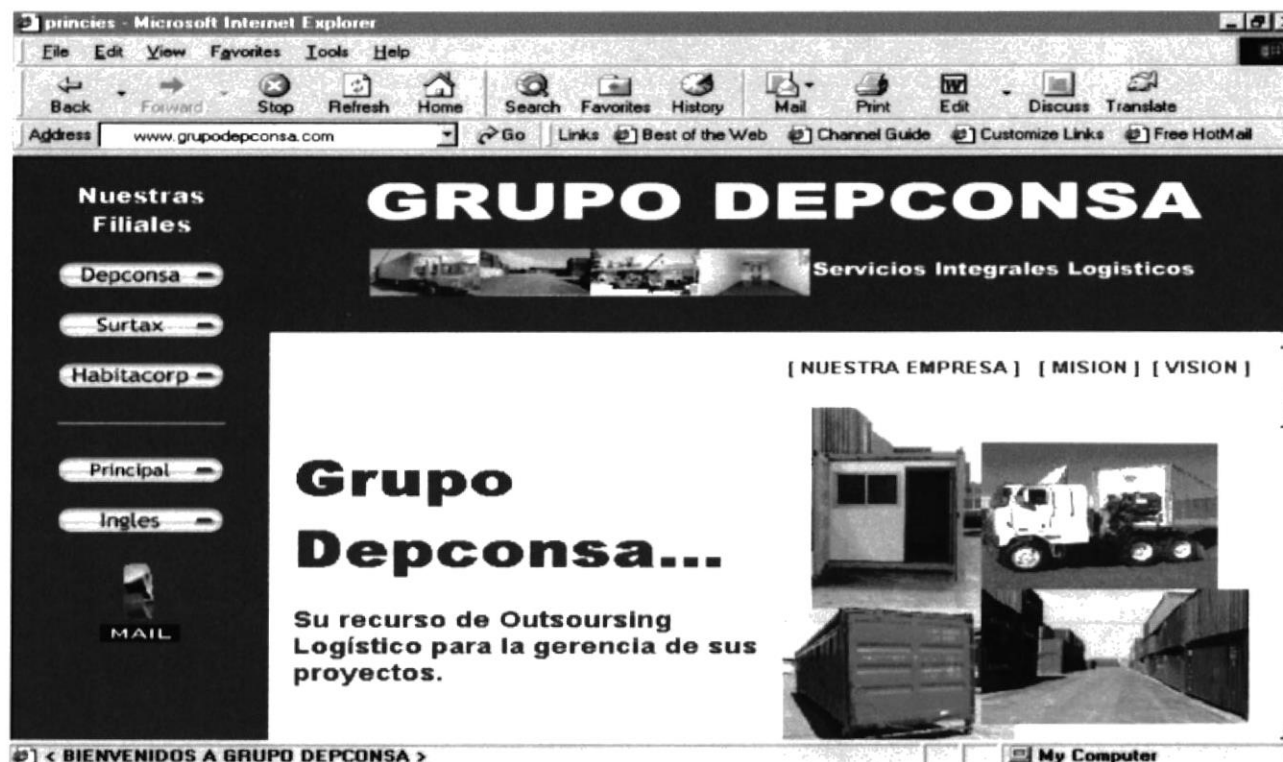 princies - Microsoft Internet Explorer
File Edit View Favorites Tools Help
Back Forward Stop Refresh Home Search Favorites History Mail Print Edit Discuss Translate
Address www.grupodepconsa.com Go Links Best of the Web Channel Guide Customize Links Free HotMail
Nuestras
Filiales
Depconsa
Surtax
Habitacorp
Principal
Ingles
MAIL
GRUPO DEPCONSA
Servicios Integrales Logisticos
[ NUESTRA EMPRESA ] [ MISION ] [ VISION ]
Grupo
Depconsa...
Su recurso de Outsoursing
Logístico para la gerencia de sus
proyectos.
< BIENVENIDOS A GRUPO DEPCONSA > My Computer